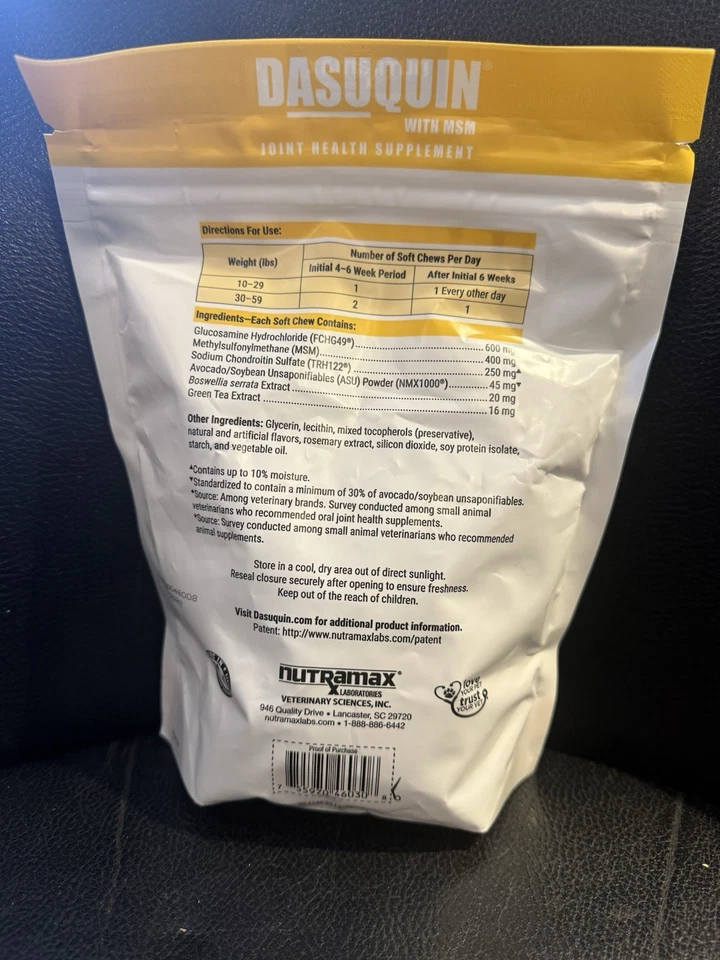 DASUQUIN®
WITH MSM
JOINT HEALTH SUPPLEMENT
Directions For Use:
Weight (lbs) Number of Soft Chews Per Day
Initial 4–6 Week Period After Initial 6 Weeks
10–29 1 1 Every other day
30–59 2 1
Ingredients—Each Soft Chew Contains:
Glucosamine Hydrochloride (FCHG49®) 600 mg
Methylsulfonylmethane (MSM) 400 mg
Sodium Chondroitin Sulfate (TRH122®) 250 mg▲
Avocado/Soybean Unsaponifiables (ASU) Powder (NMX1000®) 45 mg▼
Boswellia serrata Extract 20 mg
Green Tea Extract 16 mg
Other Ingredients: Glycerin, lecithin, mixed tocopherols (preservative),
natural and artificial flavors, rosemary extract, silicon dioxide, soy protein isolate,
starch, and vegetable oil.
▲Contains up to 10% moisture.
▼Standardized to contain a minimum of 30% of avocado/soybean unsaponifiables.
*Source: Among veterinary brands. Survey conducted among small animal
veterinarians who recommended oral joint health supplements.
Source: Survey conducted among small animal veterinarians who recommended
animal supplements.
Store in a cool, dry area out of direct sunlight.
Reseal closure securely after opening to ensure freshness.
Keep out of the reach of children.
Visit Dasuquin.com for additional product information.
Patent: http://www.nutramaxlabs.com/patent
nutramax®
LABORATORIES
VETERINARY SCIENCES, INC.
946 Quality Drive • Lancaster, SC 29720
nutramaxlabs.com • 1-888-886-6442
love
YOUR PET
trust
YOUR VET
Proof of Purchase